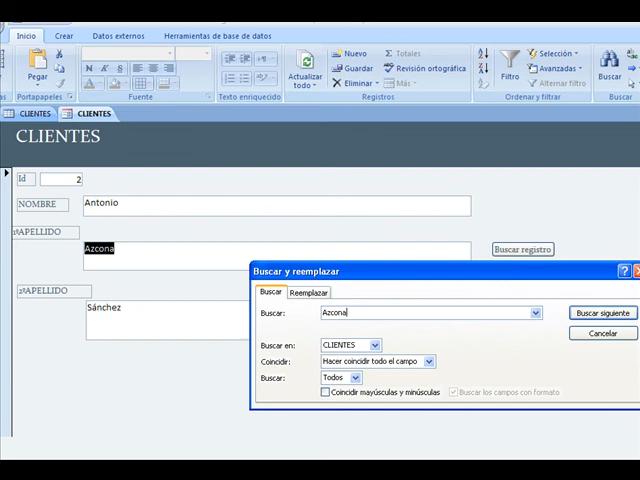 Inicio Crear Datos externos Herramientas de base de datos
Pegar
N K S
Actualizar todo
Nuevo
Guardar
Eliminar
Totales
Revisión ortográfica
Más
Filtro
Selección
Avanzadas
Buscar
Portapapeles Fuente Texto enriquecido Registros Ordenar y filtrar Buscar
CLIENTES CLIENTES
CLIENTES
Id 2
NOMBRE Antonio
1ºAPELLIDO
Azcona Buscar registro
2ºAPELLIDO
Sánchez
Buscar y reemplazar ?
Buscar Reemplazar
Buscar: Azcona Buscar siguiente
Cancelar
Buscar en: CLIENTES
Coincidir: Hacer coincidir todo el campo
Buscar: Todos
Coincidir mayúsculas y minúsculas Buscar los campos con formato